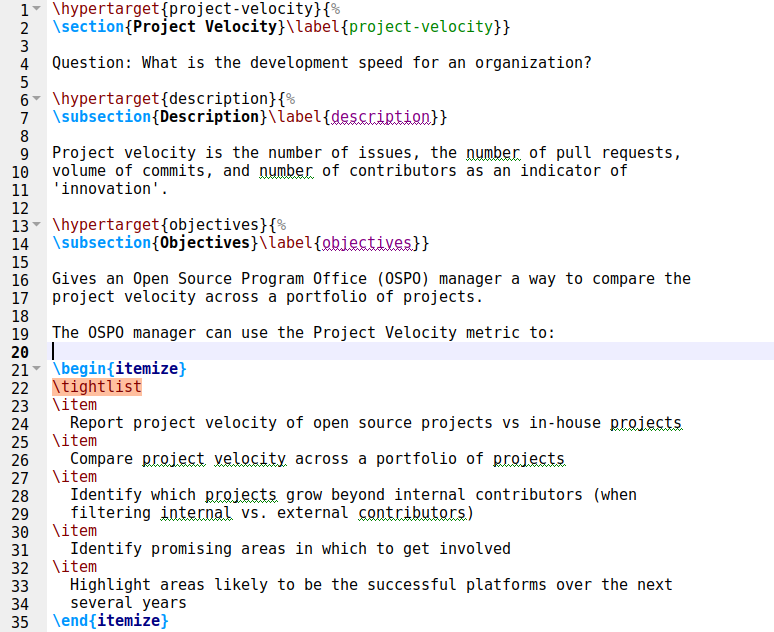 1 \hypertarget{project-velocity}{%
2 \section{Project Velocity}\label{project-velocity}}
3
4 Question: What is the development speed for an organization?
5
6 \hypertarget{description}{%
7 \subsection{Description}\label{description}}
8
9 Project velocity is the number of issues, the number of pull requests,
10 volume of commits, and number of contributors as an indicator of
11 'innovation'.
12
13 \hypertarget{objectives}{%
14 \subsection{Objectives}\label{objectives}}
15
16 Gives an Open Source Program Office (OSPO) manager a way to compare the
17 project velocity across a portfolio of projects.
18
19 The OSPO manager can use the Project Velocity metric to:
20
21 \begin{itemize}
22 \tightlist
23 \item
24   Report project velocity of open source projects vs in-house projects
25 \item
26   Compare project velocity across a portfolio of projects
27 \item
28   Identify which projects grow beyond internal contributors (when
29   filtering internal vs. external contributors)
30 \item
31   Identify promising areas in which to get involved
32 \item
33   Highlight areas likely to be the successful platforms over the next
34   several years
35 \end{itemize}